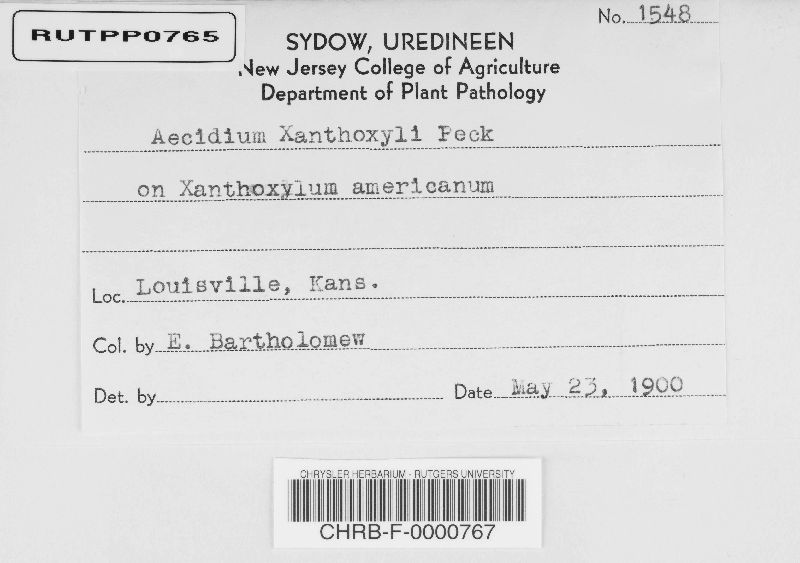 RUTPP0765
No. 1548
SYDOW, UREDINEEN
New Jersey College of Agriculture
Department of Plant Pathology
Aecidium Xanthoxyli Peck
on Xanthoxylum americanum
Loc. Louisville, Kans.
Col. by E. Bartholomew
Det. by
Date May 23, 1900
CHRYSLER HERBARIUM - RUTGERS UNIVERSITY
CHRB-F-0000767